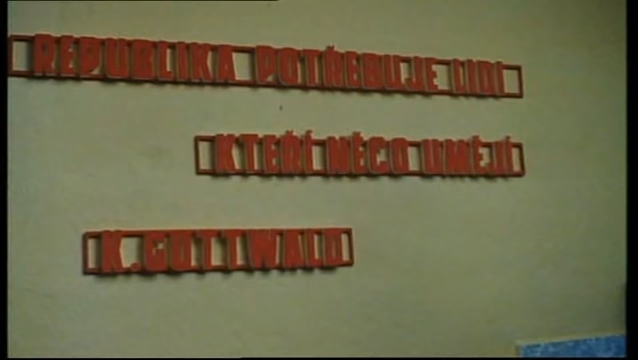 REPUBLIKA POTŘEBUJE LIDI
KTEŘÍ NĚCO UMĚJÍ
K. GOTTWALD